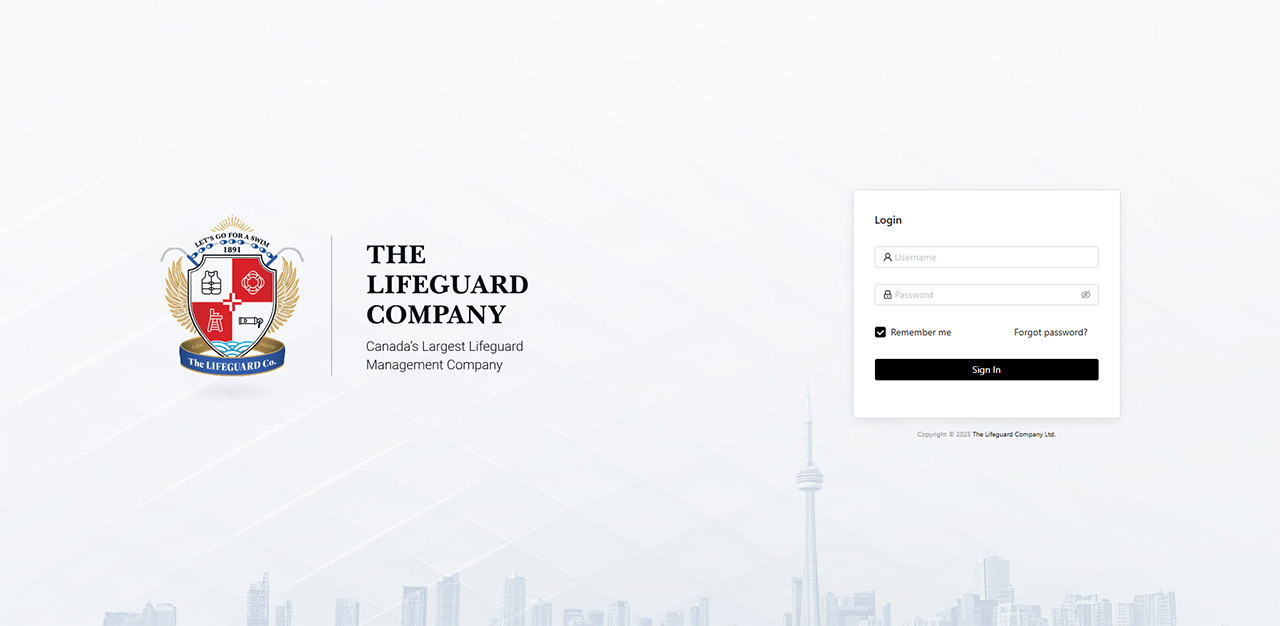 LET'S GO FOR A SWIM
1891
The LIFEGUARD Co.
THE
LIFEGUARD
COMPANY
Canada's Largest Lifeguard
Management Company
Login
Username
Password
Remember me
Forgot password?
Sign In
Copyright © 2025 The Lifeguard Company Ltd.